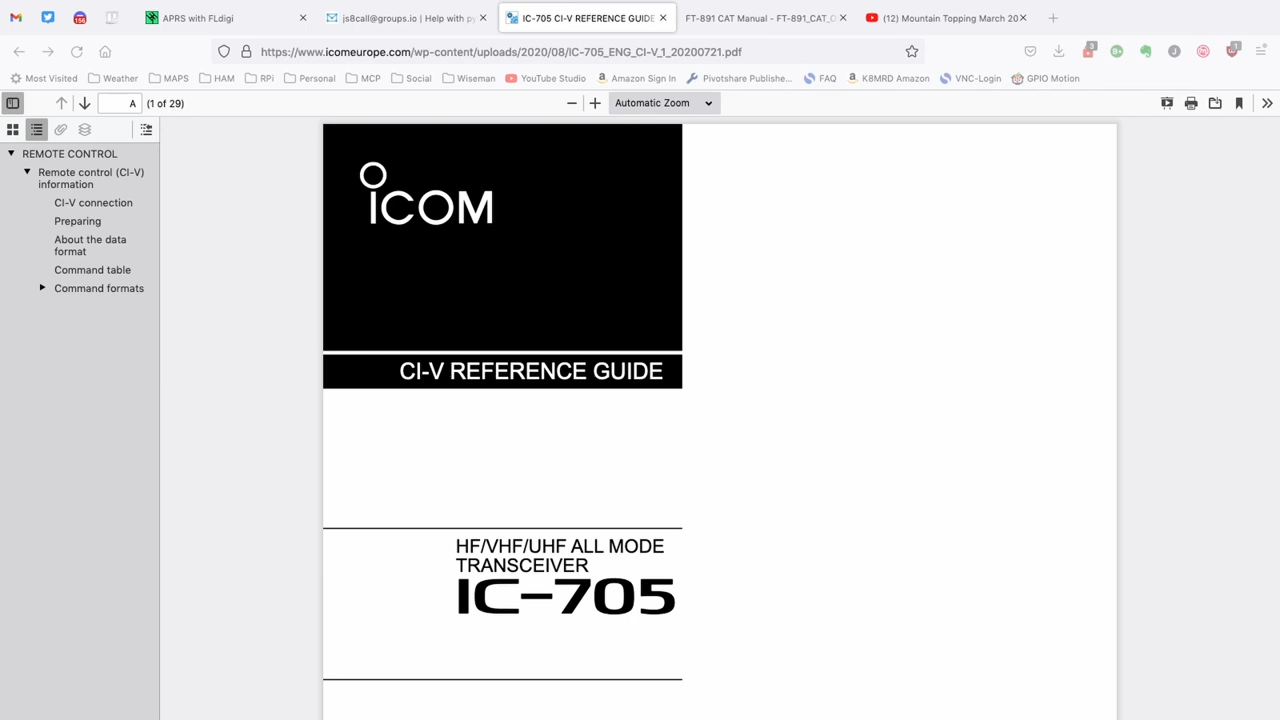 156
APRS with FLdigi
js8call@groups.io | Help with py
IC-705 CI-V REFERENCE GUIDE
FT-891 CAT Manual - FT-891_CAT_O
(12) Mountain Topping March 20
https://www.icomeurope.com/wp-content/uploads/2020/08/IC-705_ENG_CI-V_1_20200721.pdf
3
1
Most Visited
Weather
MAPS
HAM
RPi
Personal
MCP
Social
Wiseman
YouTube Studio
Amazon Sign In
Pivotshare Publishe...
FAQ
K8MRD Amazon
VNC-Login
GPIO Motion
A
(1 of 29)
Automatic Zoom
REMOTE CONTROL
Remote control (CI-V)
information
CI-V connection
Preparing
About the data
format
Command table
Command formats
ICOM
CI-V REFERENCE GUIDE
HF/VHF/UHF ALL MODE
TRANSCEIVER
IC-705